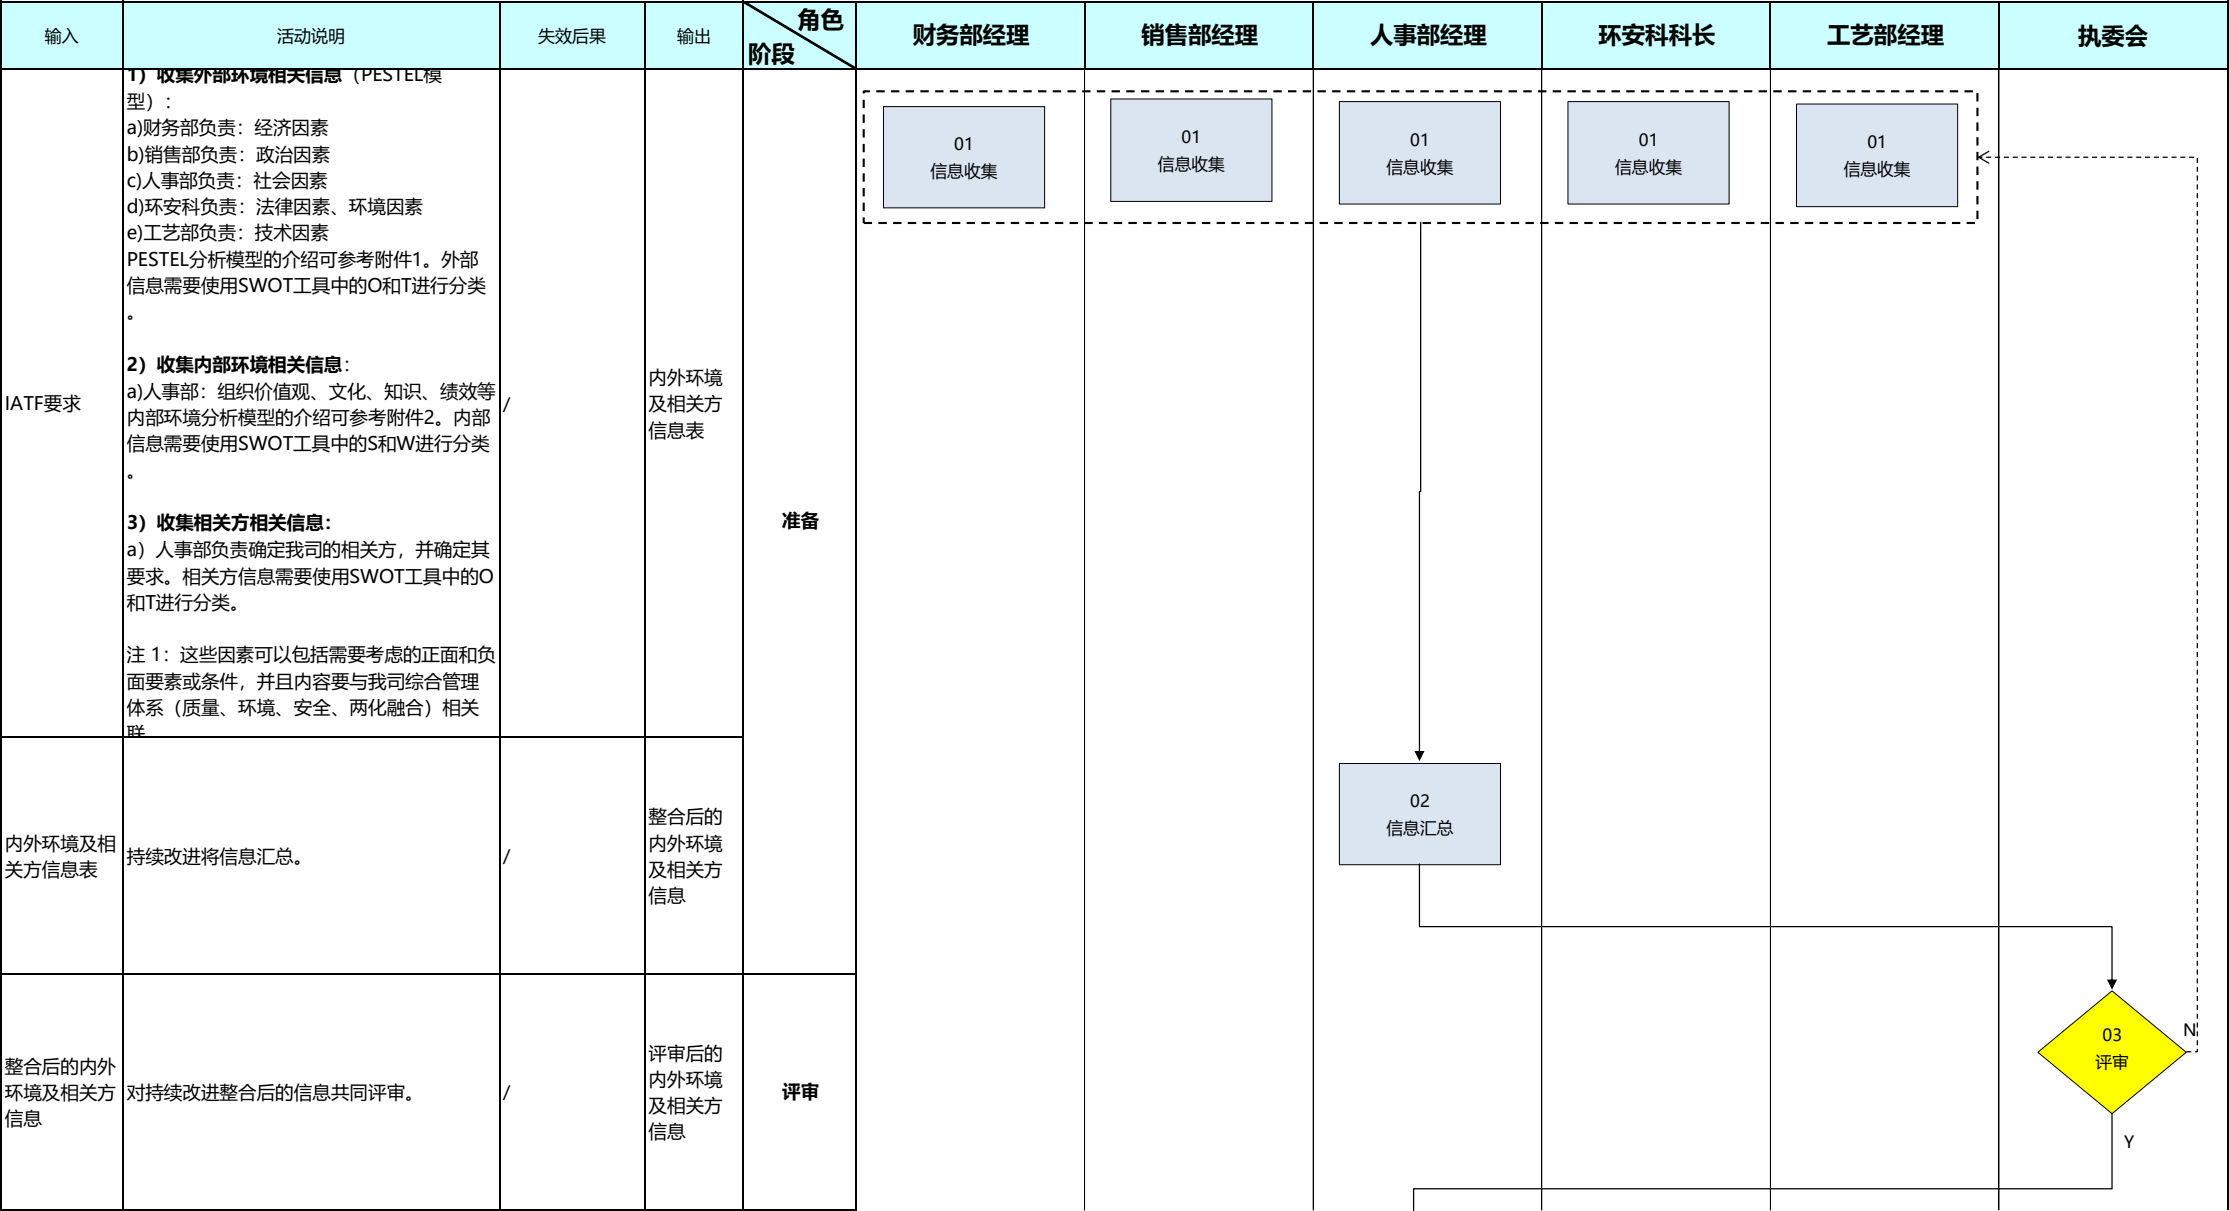 输入
活动说明
失效后果
输出
角色
阶段
财务部经理
销售部经理
人事部经理
环安科科长
工艺部经理
执委会
IATF要求
1）收集外部环境相关信息（PESTEL模
型）：
a)财务部负责：经济因素
b)销售部负责：政治因素
c)人事部负责：社会因素
d)环安科负责：法律因素、环境因素
e)工艺部负责：技术因素
PESTEL分析模型的介绍可参考附件1。外部
信息需要使用SWOT工具中的O和T进行分类
。
2）收集内部环境相关信息：
a)人事部：组织价值观、文化、知识、绩效等
内部环境分析模型的介绍可参考附件2。内部
信息需要使用SWOT工具中的S和W进行分类
。
3）收集相关方相关信息：
a）人事部负责确定我司的相关方，并确定其
要求。相关方信息需要使用SWOT工具中的O
和T进行分类。
注 1：这些因素可以包括需要考虑的正面和负
面要素或条件，并且内容要与我司综合管理
体系（质量、环境、安全、两化融合）相关
联
/
内外环境
及相关方
信息表
准备
01
信息收集
01
信息收集
01
信息收集
01
信息收集
01
信息收集
内外环境及相
关方信息表
持续改进将信息汇总。
/
整合后的
内外环境
及相关方
信息
02
信息汇总
整合后的内外
环境及相关方
信息
对持续改进整合后的信息共同评审。
/
评审后的
内外环境
及相关方
信息
评审
03
评审
N
Y